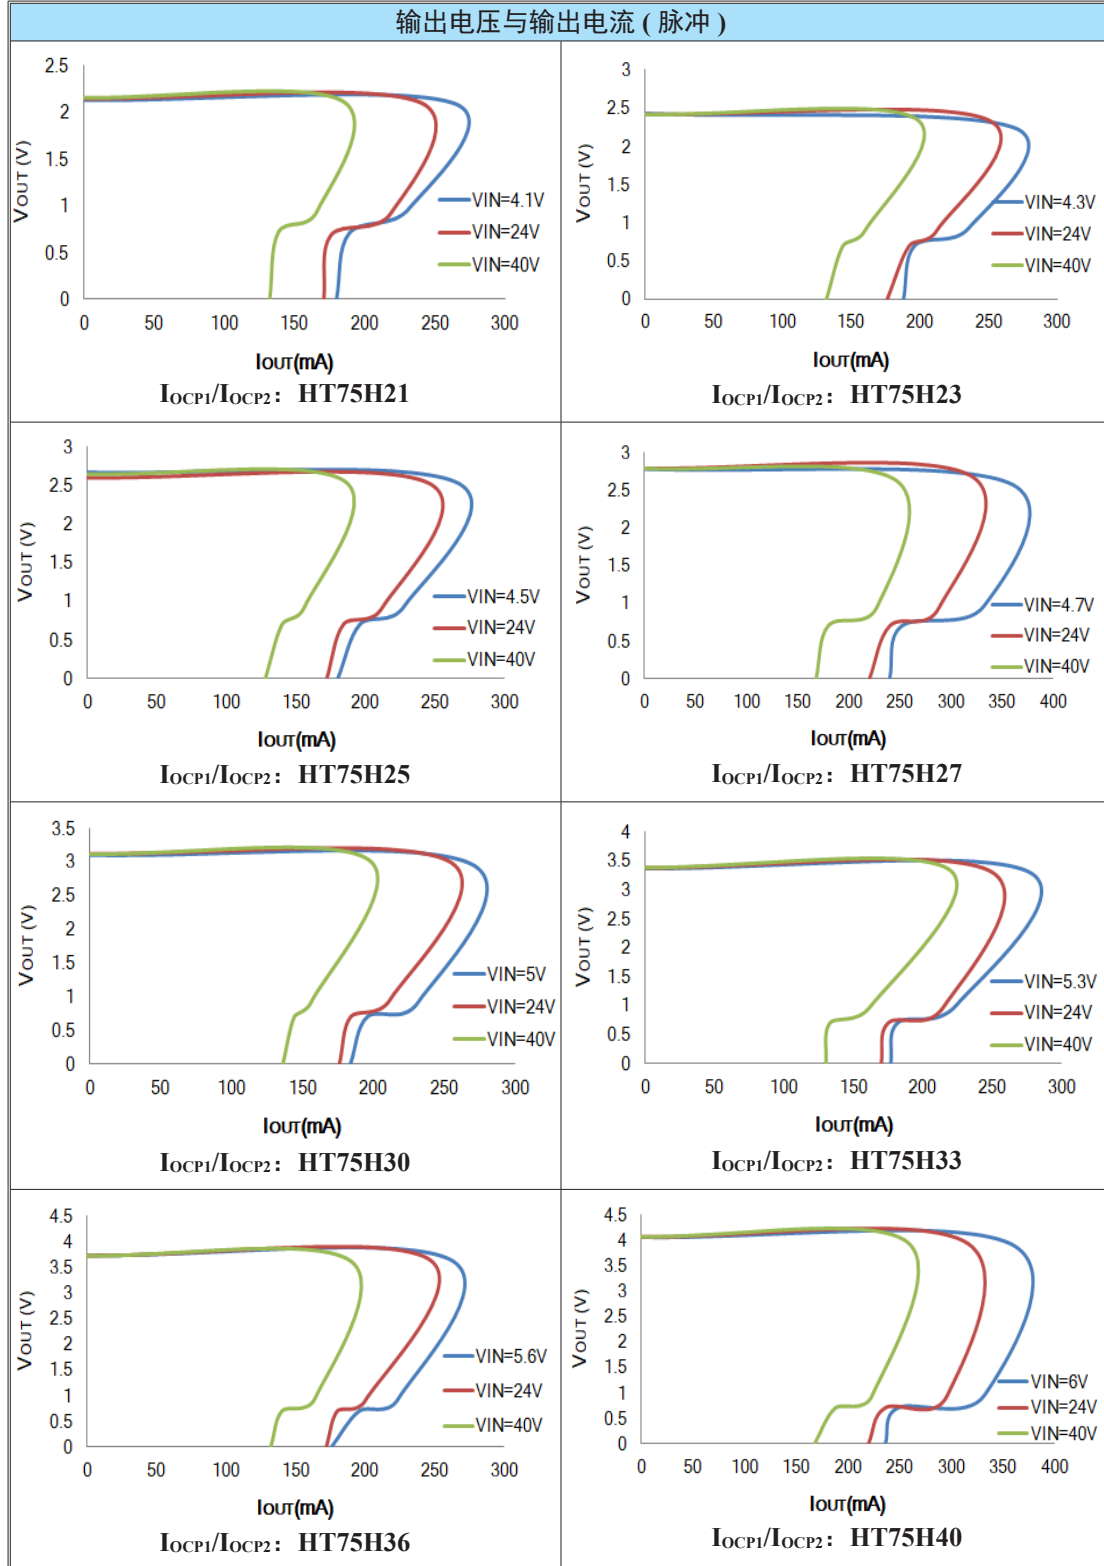 输出电压与输出电流 ( 脉冲 )
2.5
2
1.5
1
0.5
0
0 50 100 150 200 250 300
VOUT (V)
IOUT(mA)
VIN=4.1V
VIN=24V
VIN=40V
IOCP1/IOCP2： HT75H21
3
2.5
2
1.5
1
0.5
0
0 50 100 150 200 250 300
VOUT (V)
IOUT(mA)
VIN=4.3V
VIN=24V
VIN=40V
IOCP1/IOCP2： HT75H23
3
2.5
2
1.5
1
0.5
0
0 50 100 150 200 250 300
VOUT (V)
IOUT(mA)
VIN=4.5V
VIN=24V
VIN=40V
IOCP1/IOCP2： HT75H25
3
2.5
2
1.5
1
0.5
0
0 50 100 150 200 250 300 350 400
VOUT (V)
IOUT(mA)
VIN=4.7V
VIN=24V
VIN=40V
IOCP1/IOCP2： HT75H27
3.5
3
2.5
2
1.5
1
0.5
0
0 50 100 150 200 250 300
VOUT (V)
IOUT(mA)
VIN=5V
VIN=24V
VIN=40V
IOCP1/IOCP2： HT75H30
4
3.5
3
2.5
2
1.5
1
0.5
0
0 50 100 150 200 250 300
VOUT (V)
IOUT(mA)
VIN=5.3V
VIN=24V
VIN=40V
IOCP1/IOCP2： HT75H33
4.5
4
3.5
3
2.5
2
1.5
1
0.5
0
0 50 100 150 200 250 300
VOUT (V)
IOUT(mA)
VIN=5.6V
VIN=24V
VIN=40V
IOCP1/IOCP2： HT75H36
4.5
4
3.5
3
2.5
2
1.5
1
0.5
0
0 50 100 150 200 250 300 350 400
VOUT (V)
IOUT(mA)
VIN=6V
VIN=24V
VIN=40V
IOCP1/IOCP2： HT75H40